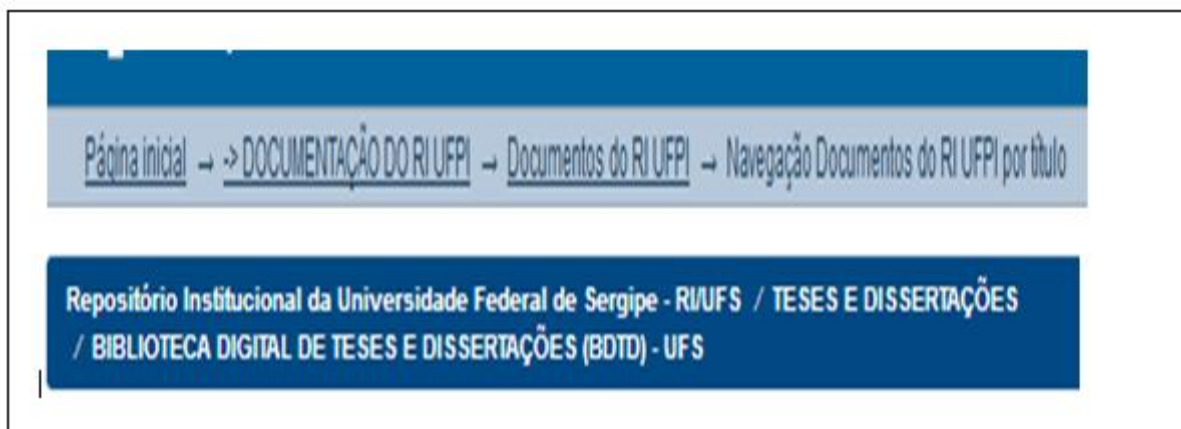 Página inicial → -> DOCUMENTAÇÃO DO RI UFPI → Documentos do RI UFPI → Navegação Documentos do RI UFPI por título
Repositório Institucional da Universidade Federal de Sergipe - RI/UFS / TESES E DISSERTAÇÕES
/ BIBLIOTECA DIGITAL DE TESES E DISSERTAÇÕES (BDTD) - UFS